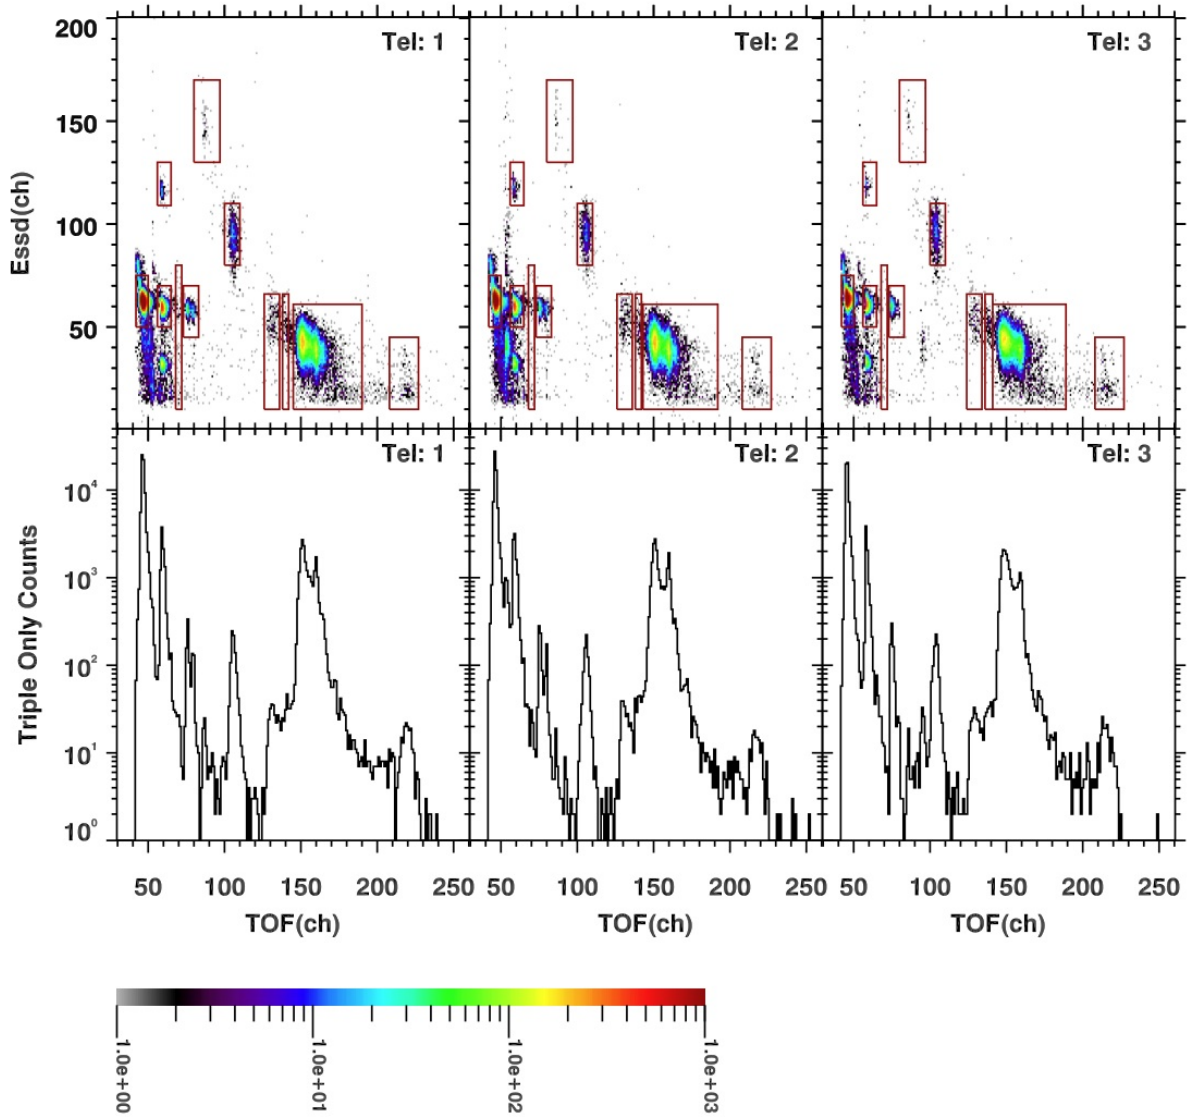 Tel: 1
Tel: 2
Tel: 3
200
150
100
50
Essd(ch)
Tel: 1
Tel: 2
Tel: 3
10⁴
10³
10²
10¹
10⁰
Triple Only Counts
50 100 150 200 250 50 100 150 200 250 50 100 150 200 250
TOF(ch) TOF(ch) TOF(ch)
1.0e+00 1.0e+01 1.0e+02 1.0e+03